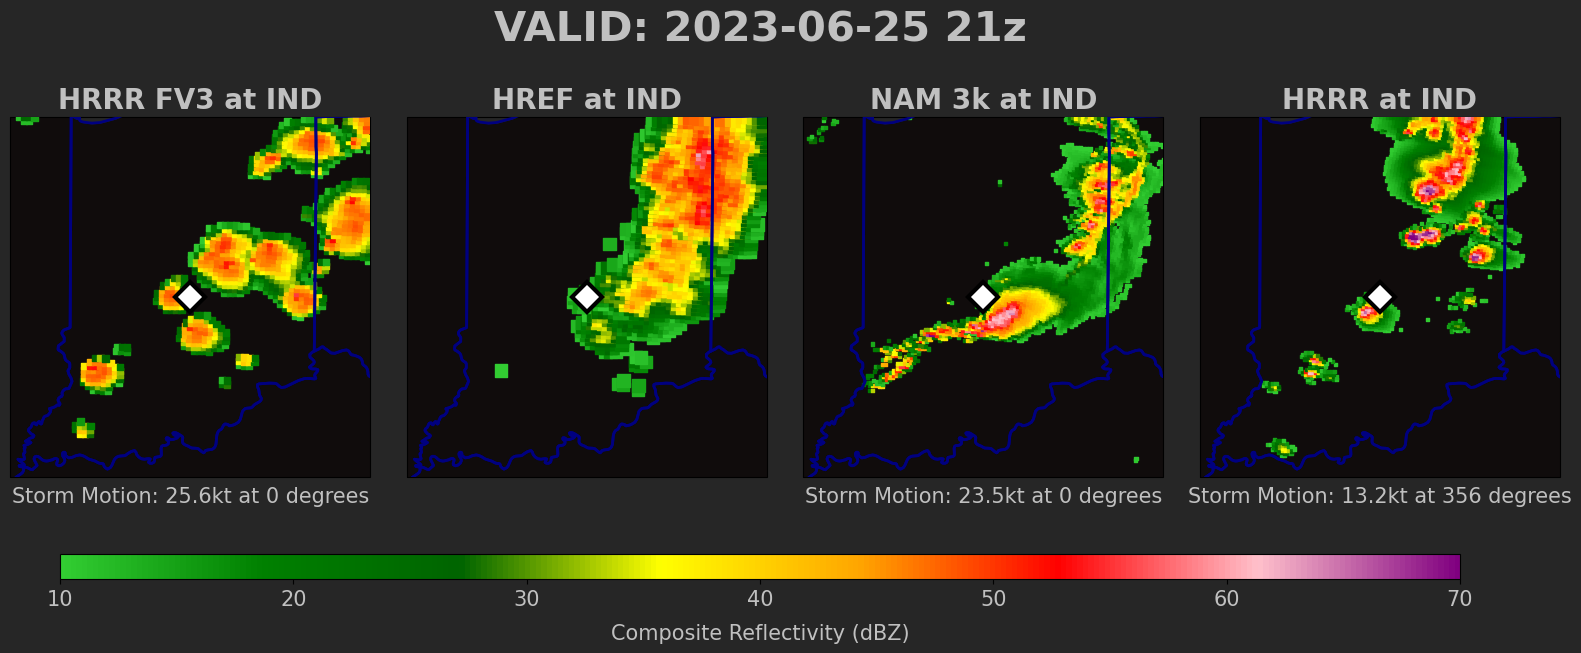 VALID: 2023-06-25 21z
HRRR FV3 at IND
HREF at IND
NAM 3k at IND
HRRR at IND
Storm Motion: 25.6kt at 0 degrees
Storm Motion: 23.5kt at 0 degrees
Storm Motion: 13.2kt at 356 degrees
10 20 30 40 50 60 70
Composite Reflectivity (dBZ)